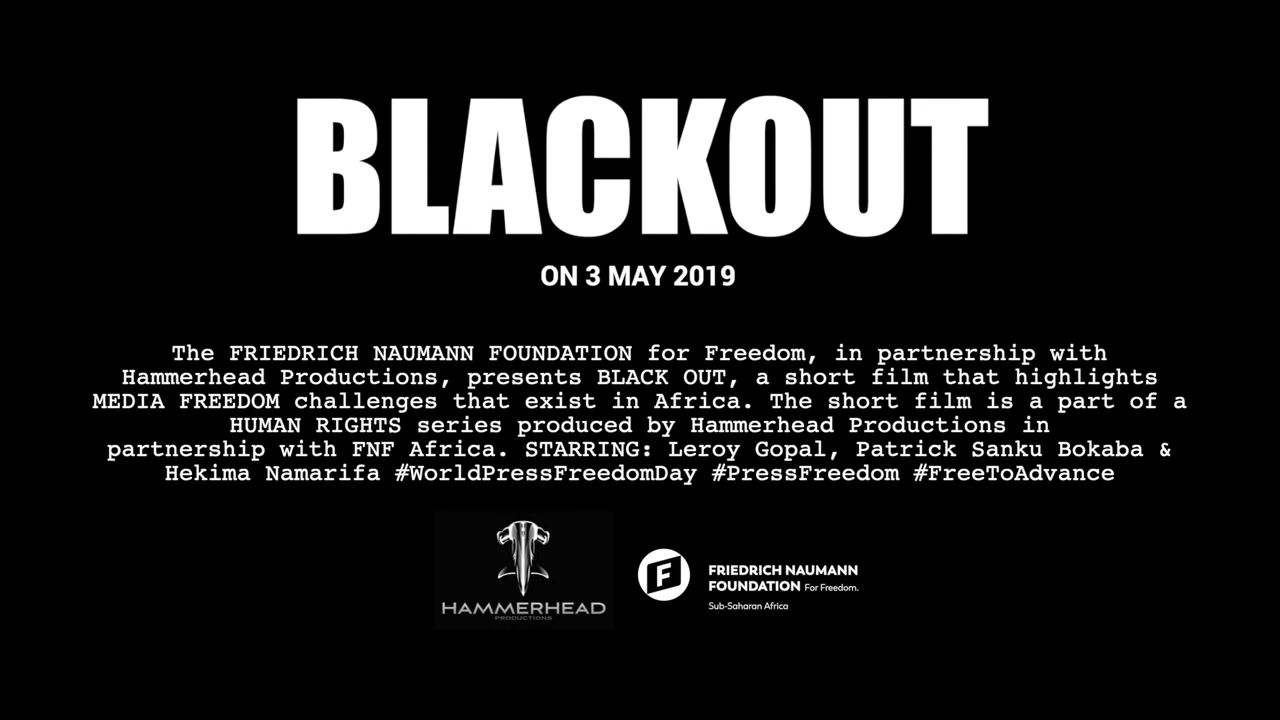 BLACKOUT
ON 3 MAY 2019
The FRIEDRICH NAUMANN FOUNDATION for Freedom, in partnership with
Hammerhead Productions, presents BLACK OUT, a short film that highlights
MEDIA FREEDOM challenges that exist in Africa. The short film is a part of a
HUMAN RIGHTS series produced by Hammerhead Productions in
partnership with FNF Africa. STARRING: Leroy Gopal, Patrick Sanku Bokaba &
Hekima Namarifa #WorldPressFreedomDay #PressFreedom #FreeToAdvance
HAMMERHEAD
PRODUCTIONS
F
FRIEDRICH NAUMANN
FOUNDATION For Freedom.
Sub-Saharan Africa